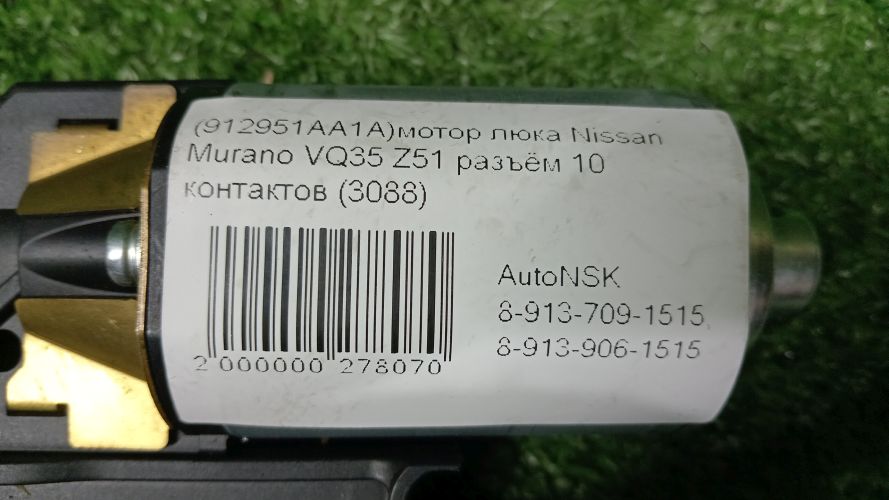 (912951AA1A)мотор люка Nissan
Murano VQ35 Z51 разъём 10
контактов (3088)
AutoNSK
8-913-709-1515,
8-913-906-1515
2 000000 278070